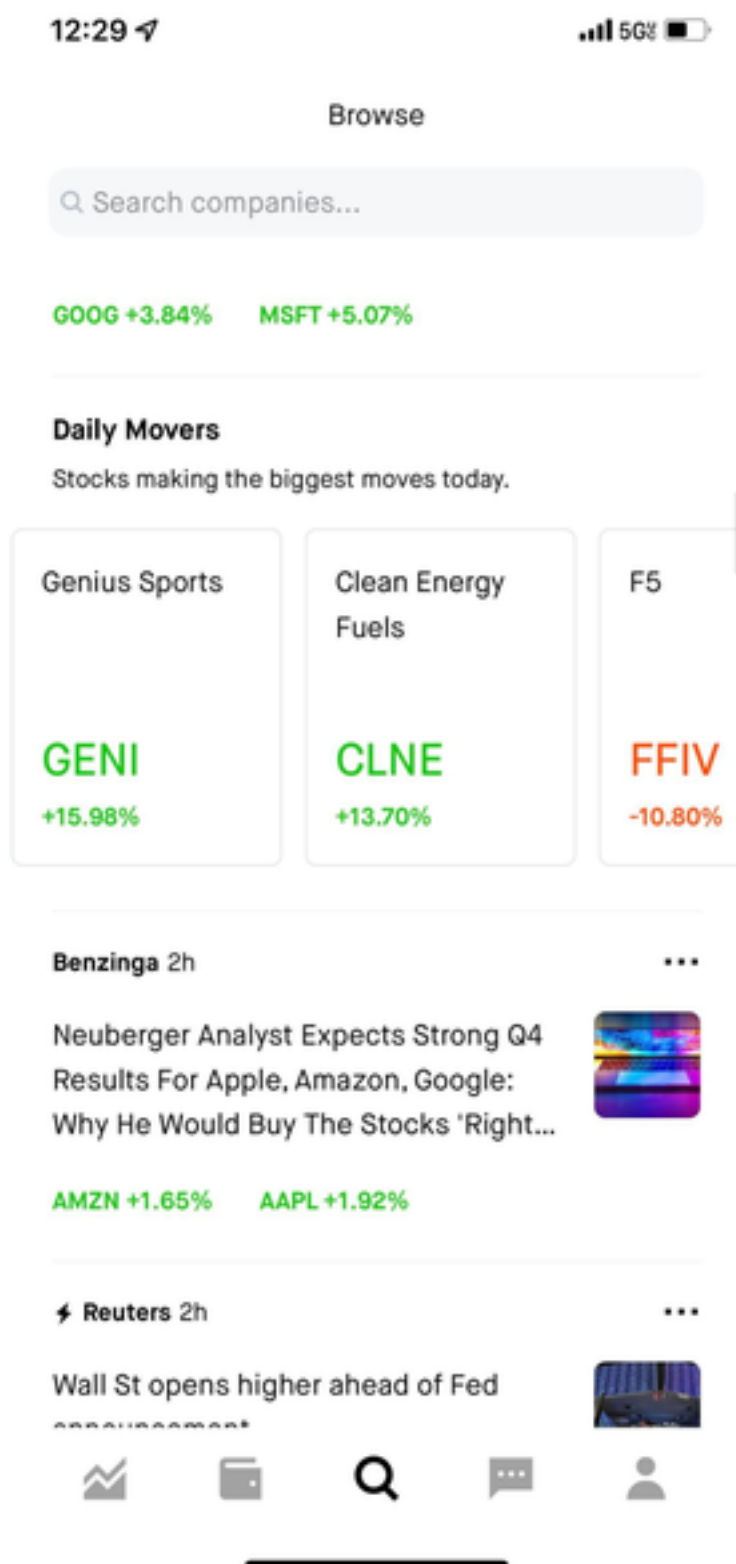 12:29
5G
Browse
Search companies...
GOOG +3.84% MSFT +5.07%
Daily Movers
Stocks making the biggest moves today.
Genius Sports
GENI
+15.98%
Clean Energy
Fuels
CLNE
+13.70%
F5
FFIV
-10.80%
Benzinga 2h
Neuberger Analyst Expects Strong Q4
Results For Apple, Amazon, Google:
Why He Would Buy The Stocks 'Right...
AMZN +1.65% AAPL +1.92%
Reuters 2h
Wall St opens higher ahead of Fed